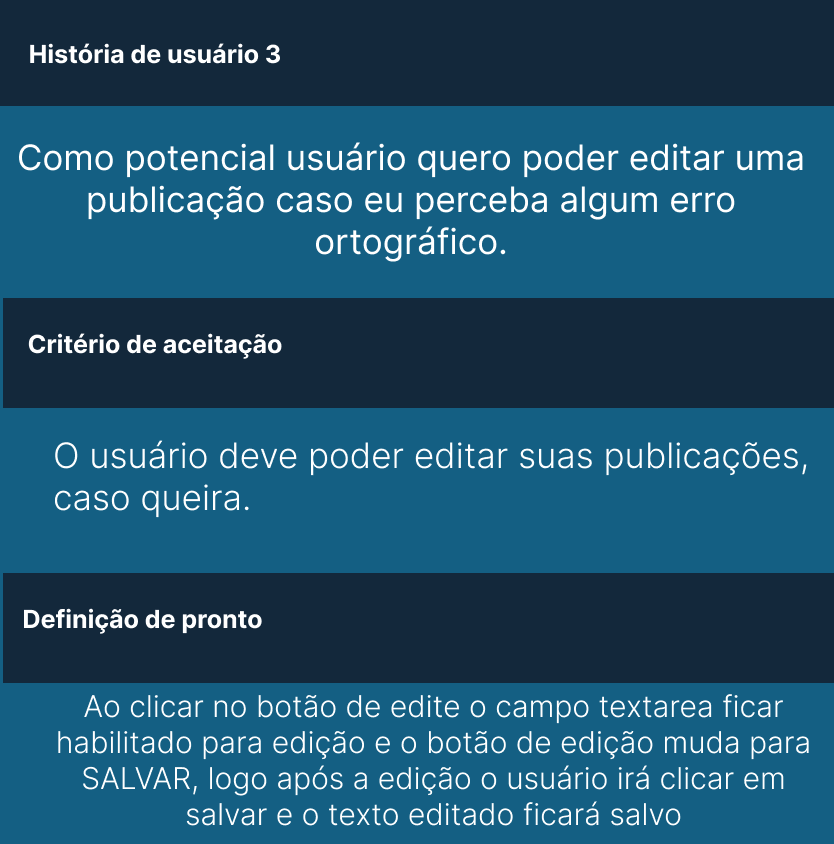 História de usuário 3
Como potencial usuário quero poder editar uma
publicação caso eu perceba algum erro
ortográfico.
Critério de aceitação
O usuário deve poder editar suas publicações,
caso queira.
Definição de pronto
Ao clicar no botão de edite o campo textarea ficar
habilitado para edição e o botão de edição muda para
SALVAR, logo após a edição o usuário irá clicar em
salvar e o texto editado ficará salvo